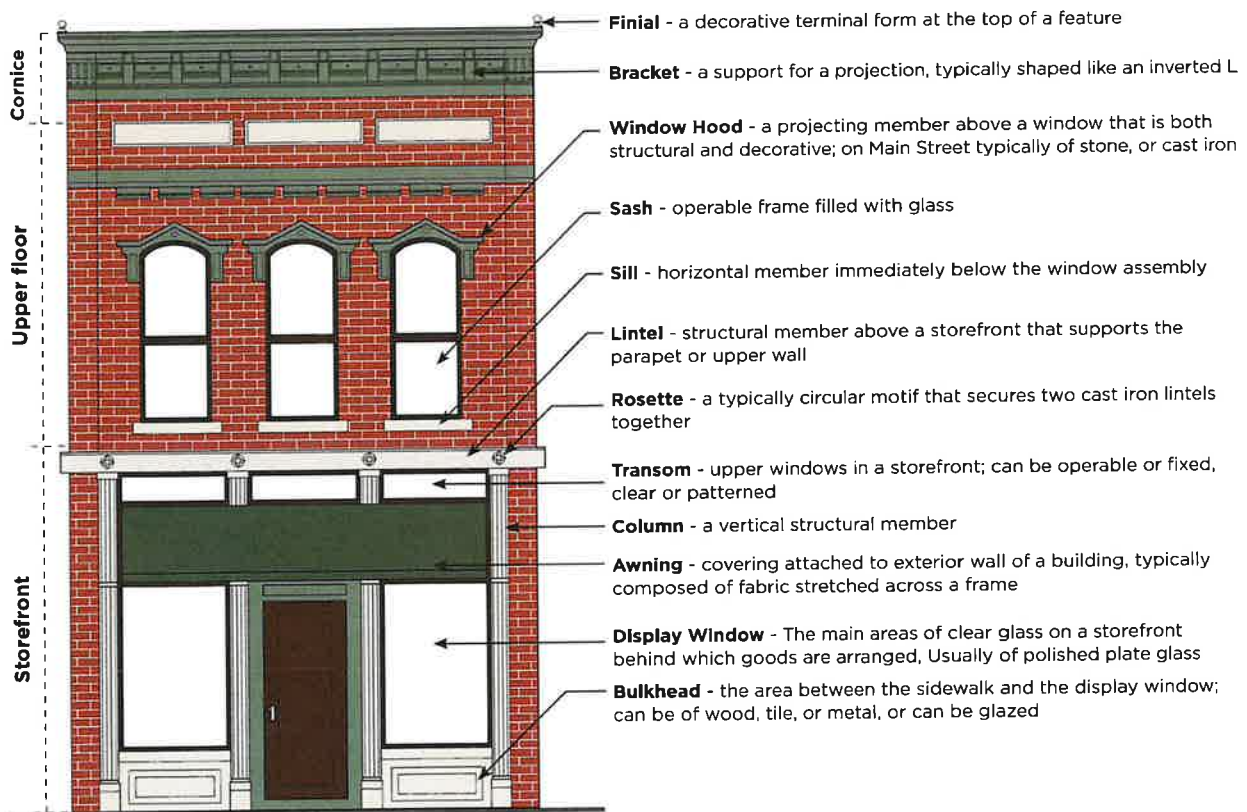 Finial - a decorative terminal form at the top of a feature
Cornice
Bracket - a support for a projection, typically shaped like an inverted L
Window Hood - a projecting member above a window that is both
structural and decorative; on Main Street typically of stone, or cast iron
Upper floor
Sash - operable frame filled with glass
Sill - horizontal member immediately below the window assembly
Lintel - structural member above a storefront that supports the
parapet or upper wall
Rosette - a typically circular motif that secures two cast iron lintels
together
Storefront
Transom - upper windows in a storefront; can be operable or fixed,
clear or patterned
Column - a vertical structural member
Awning - covering attached to exterior wall of a building, typically
composed of fabric stretched across a frame
Display Window - The main areas of clear glass on a storefront
behind which goods are arranged, Usually of polished plate glass
Bulkhead - the area between the sidewalk and the display window;
can be of wood, tile, or metal, or can be glazed